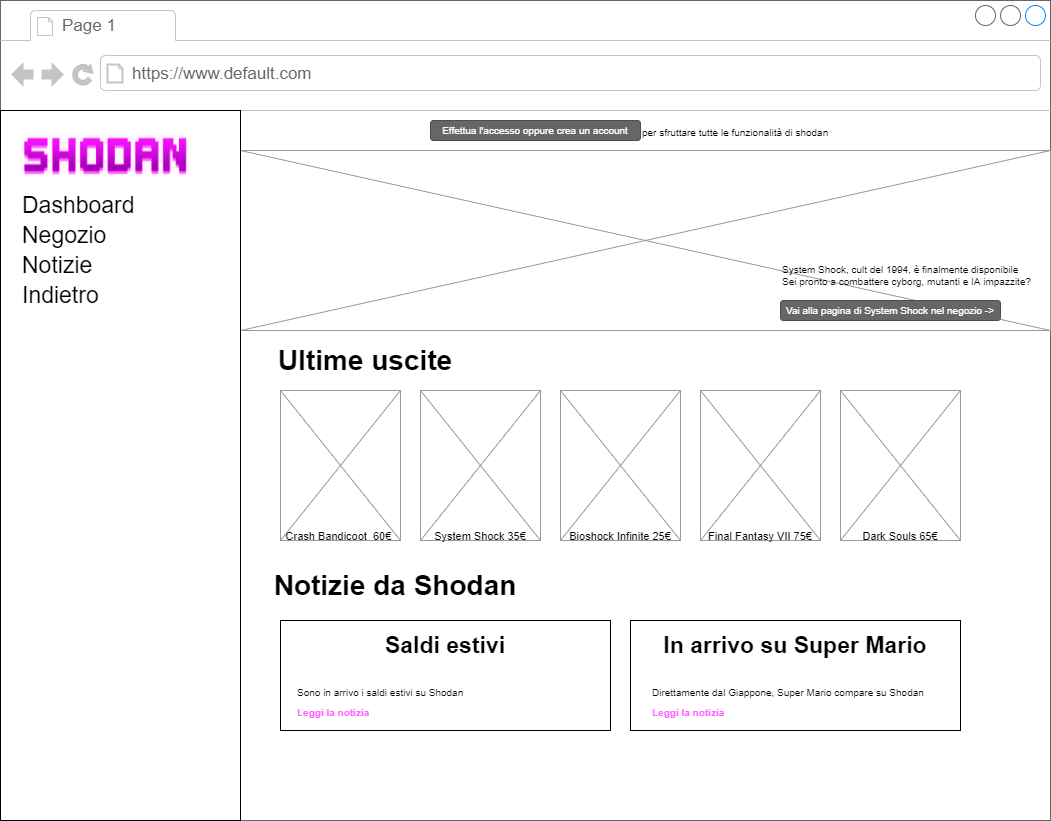 Page 1
https://www.default.com
SHODAN
Dashboard
Negozio
Notizie
Indietro
Effettua l'accesso oppure crea un account per sfruttare tutte le funzionalità di shodan
System Shock, cult del 1994, è finalmente disponibile
Sei pronto a combattere cyborg, mutanti e IA impazzite?
Vai alla pagina di System Shock nel negozio ->
Ultime uscite
Crash Bandicoot 60€
System Shock 35€
Bioshock Infinite 25€
Final Fantasy VII 75€
Dark Souls 65€
Notizie da Shodan
Saldi estivi
Sono in arrivo i saldi estivi su Shodan
Leggi la notizia
In arrivo su Super Mario
Direttamente dal Giappone, Super Mario compare su Shodan
Leggi la notizia